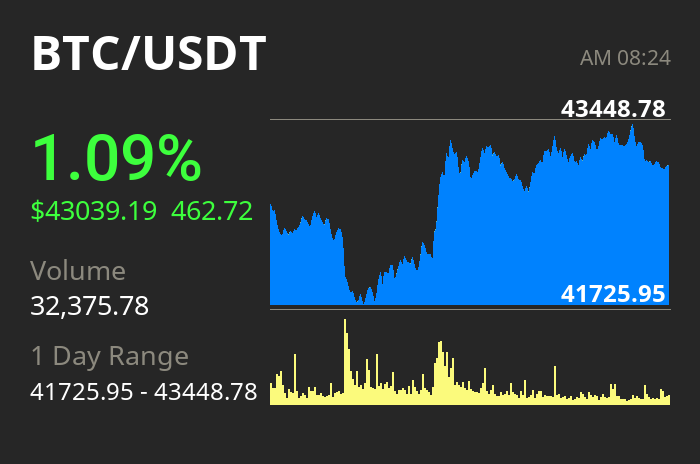 BTC/USDT
AM 08:24
1.09%
$43039.19 462.72
Volume
32,375.78
1 Day Range
41725.95 - 43448.78
43448.78
41725.95